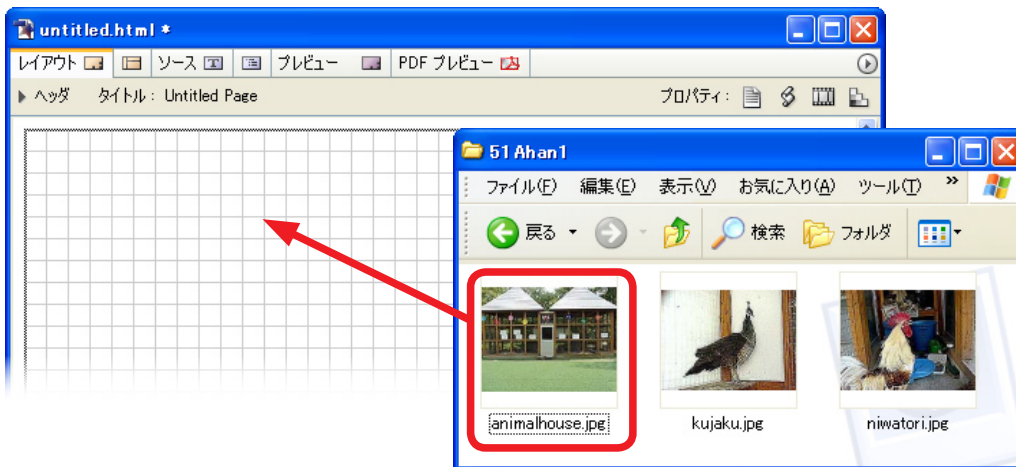 untitled.html *
レイアウト ソース プレビュー PDF プレビュー
ヘッダ タイトル : Untitled Page プロパティ :
51 Ahan1
ファイル(F) 編集(E) 表示(V) お気に入り(A) ツール(T) »
戻る 検索 フォルダ
animalhouse.jpg kujaku.jpg niwatori.jpg